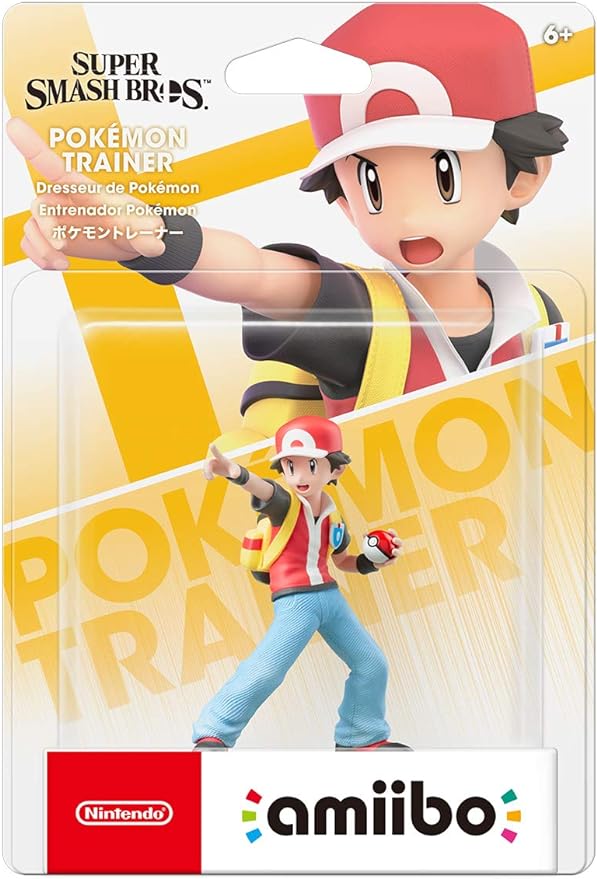 SUPER
SMASH BROS.™
6+
POKÉMON
TRAINER
Dresseur de Pokémon
Entrenador Pokémon
ポケモントレーナー
POKÉMON
TRAINER
Nintendo
amiibo